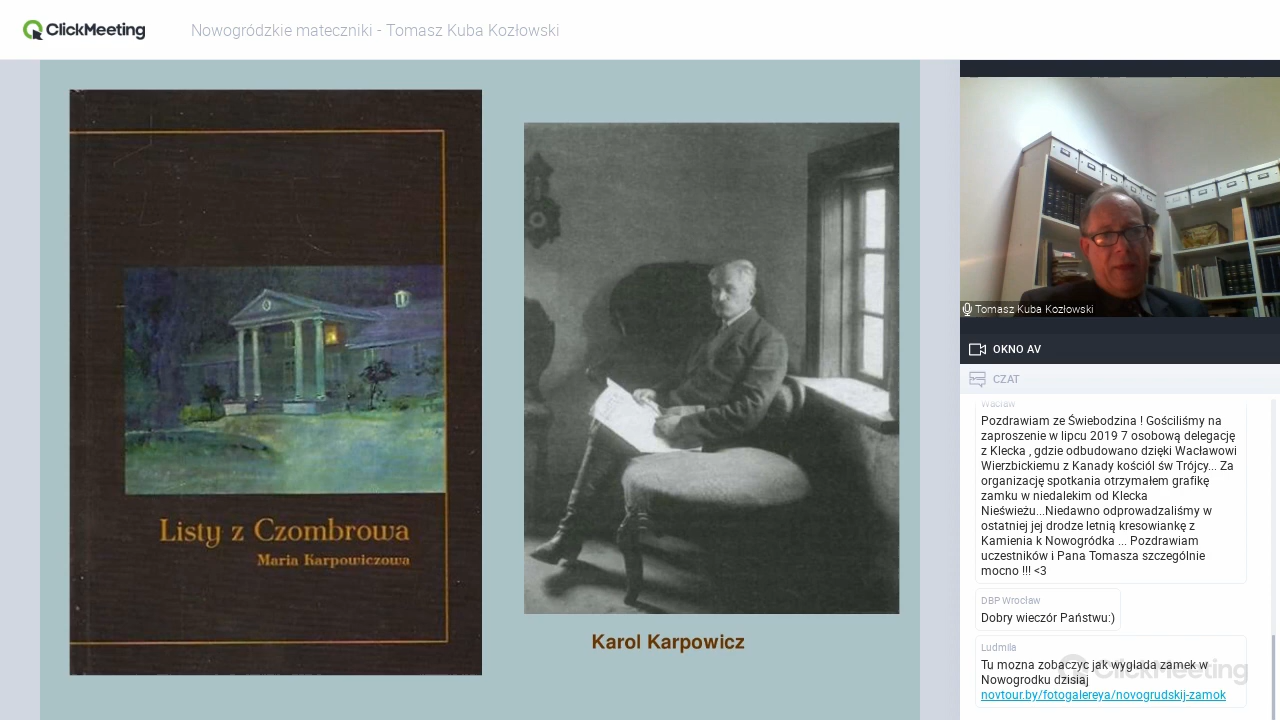 ClickMeeting
Nowogródzkie mateczniki - Tomasz Kuba Kozłowski
Listy z Czombrowa
Maria Karpowiczowa
Karol Karpowicz
Tomasz Kuba Kozłowski
OKNO AV
CZAT
Wacław
Pozdrawiam ze Świebodzina ! Gościliśmy na
zaproszenie w lipcu 2019 7 osobową delegację
z Klecka , gdzie odbudowano dzięki Wacławowi
Wierzbickiemu z Kanady kościół św Trójcy... Za
organizację spotkania otrzymałem grafikę
zamku w niedalekim od Klecka
Nieświeżu...Niedawno odprowadzaliśmy w
ostatniej jej drodze letnią kresowiankę z
Kamienia k Nowogródka ... Pozdrawiam
uczestników i Pana Tomasza szczególnie
mocno !!! <3
DBP Wrocław
Dobry wieczór Państwu:)
Ludmila
Tu mozna zobaczyc jak wyglada zamek w
Nowogrodku dzisiaj
novtour.by/fotogalereya/novogrudskij-zamok
ClickMeeting